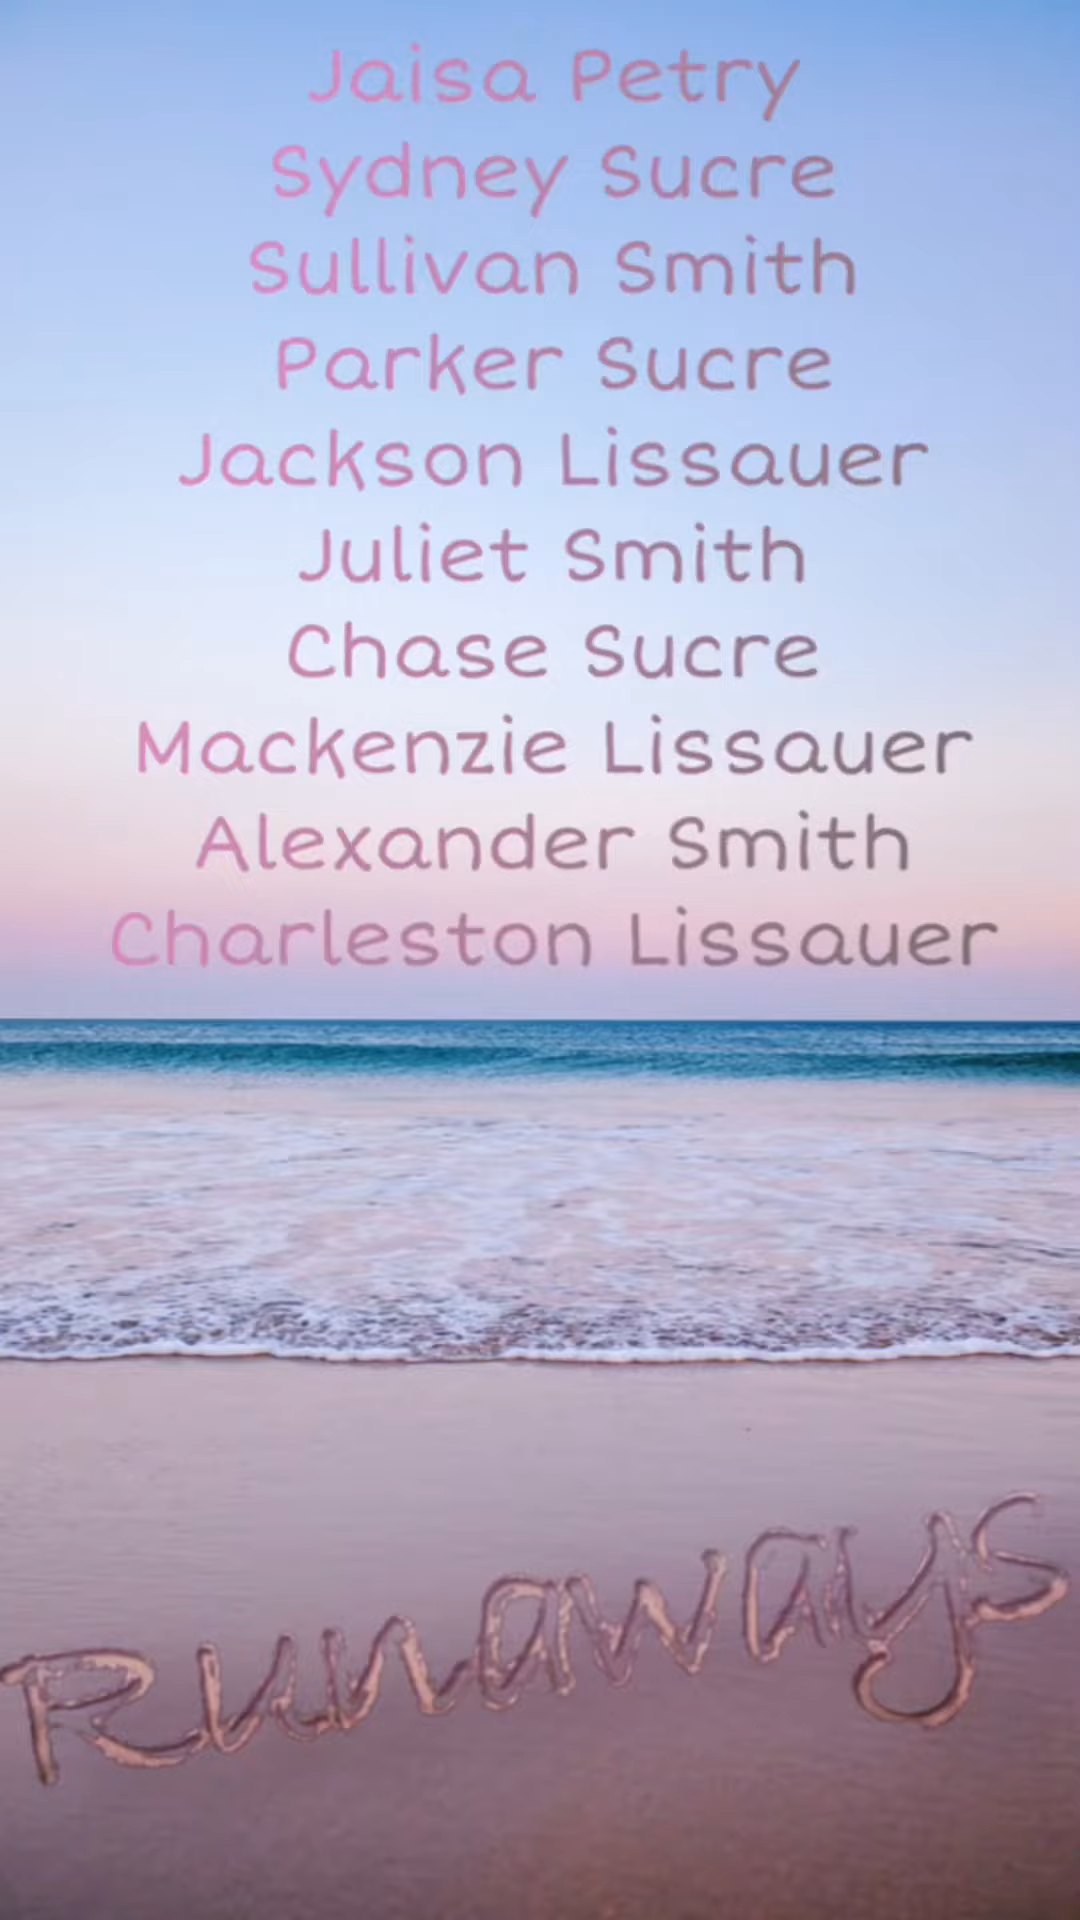 Jaisa Petry
Sydney Sucre
Sullivan Smith
Parker Sucre
Jackson Lissauer
Juliet Smith
Chase Sucre
Mackenzie Lissauer
Alexander Smith
Charleston Lissauer
Runaways